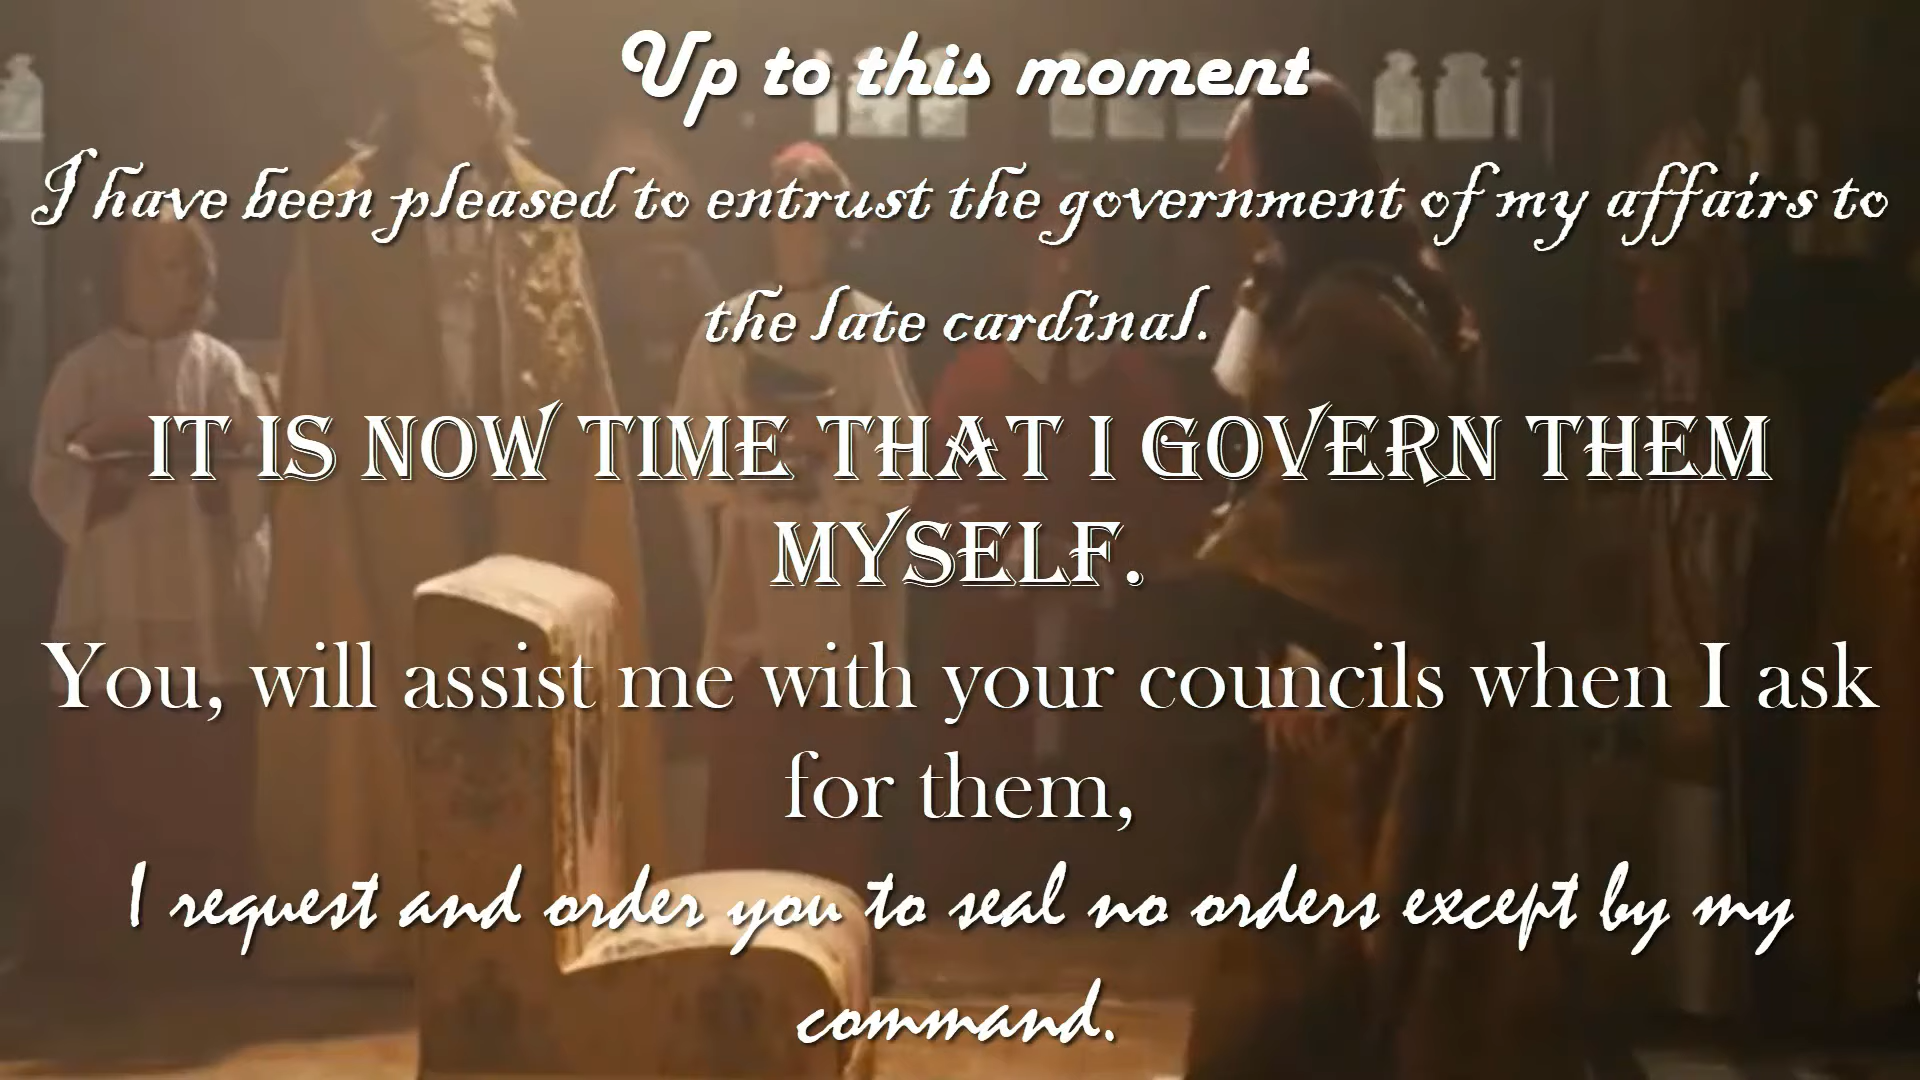 Up to this moment
I have been pleased to entrust the government of my affairs to
the late cardinal.
IT IS NOW TIME THAT I GOVERN THEM
MYSELF.
You, will assist me with your councils when I ask
for them,
I request and order you to seal no orders except by my
command.